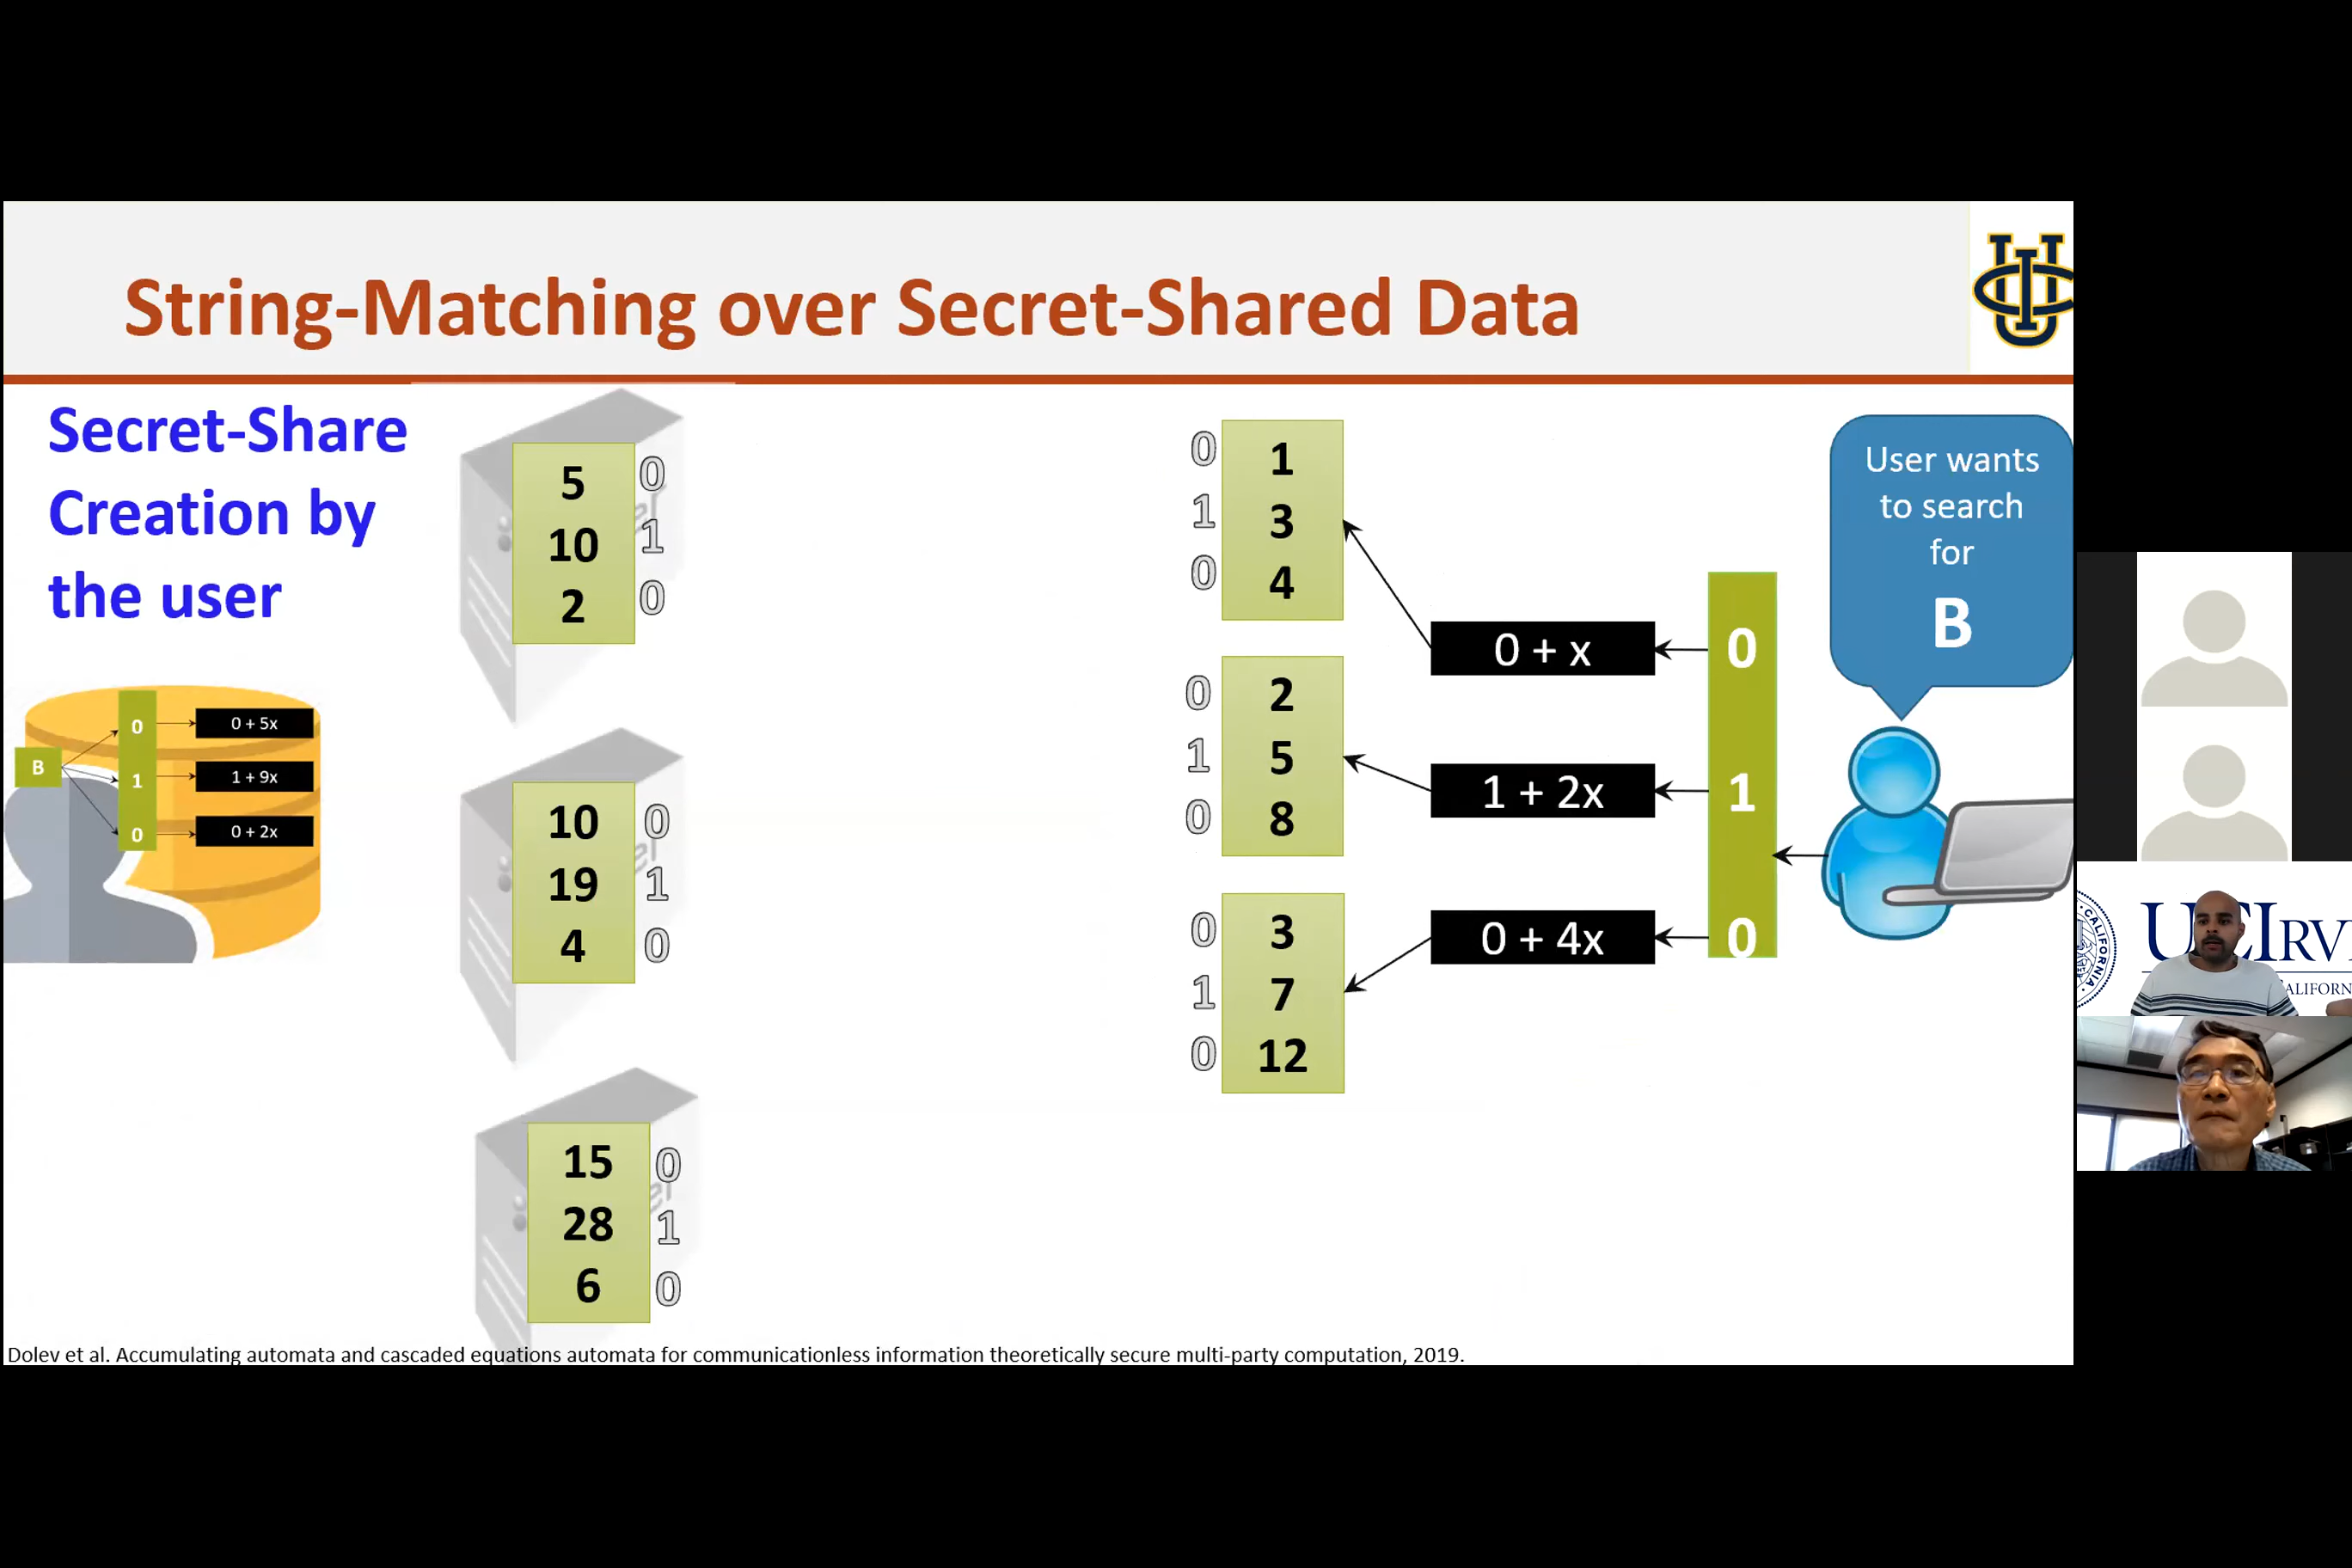 String-Matching over Secret-Shared Data
Secret-Share
Creation by
the user
B
0
1
0
0 + 5x
1 + 9x
0 + 2x
5 0
10 1
2 0
10 0
19 1
4 0
15 0
28 1
6 0
0 1
1 3
0 4
0 2
1 5
0 8
0 3
1 7
0 12
0 + x
1 + 2x
0 + 4x
0
1
0
User wants
to search
for
B
Dolev et al. Accumulating automata and cascaded equations automata for communicationless information theoretically secure multi-party computation, 2019.
UCIRV
ALIFORN
CALIFORNIA